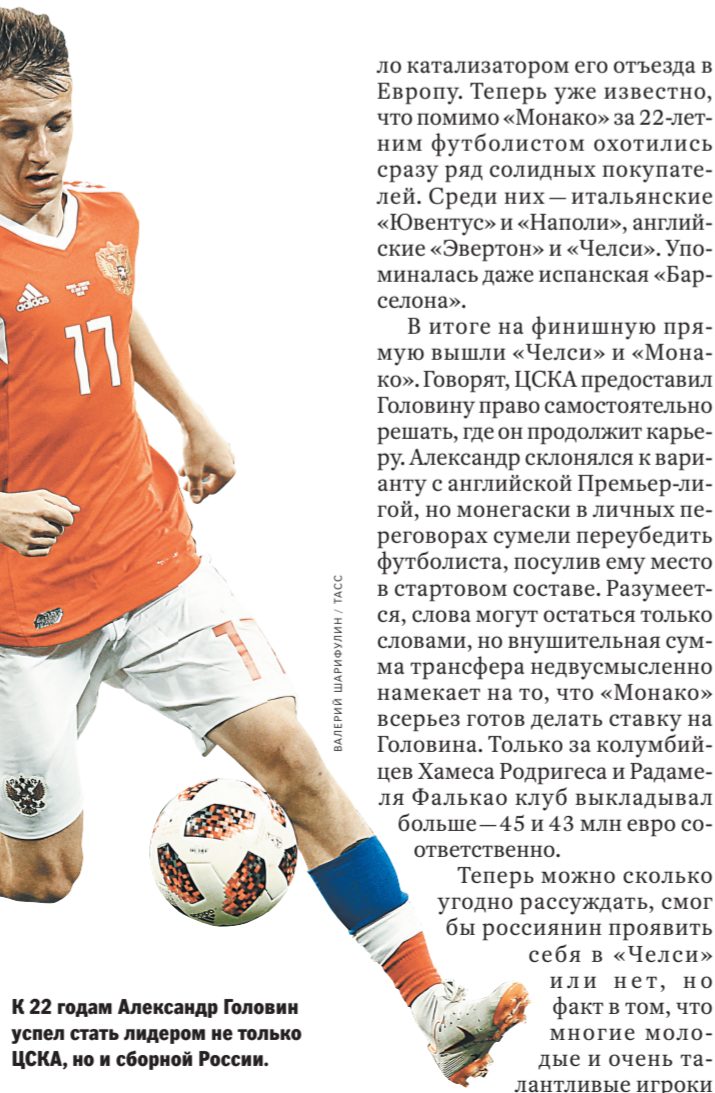 ло катализатором его отъезда в
Европу. Теперь уже известно,
что помимо «Монако» за 22-лет-
ним футболистом охотились
сразу ряд солидных покупате-
лей. Среди них — итальянские
«Ювентус» и «Наполи», англий-
ские «Эвертон» и «Челси». Упо-
миналась даже испанская «Бар-
селона».
В итоге на финишную пря-
мую вышли «Челси» и «Мона-
ко». Говорят, ЦСКА предоставил
Головину право самостоятельно
решать, где он продолжит карье-
ру. Александр склонялся к вари-
анту с английской Премьер-ли-
гой, но монегаски в личных пе-
реговорах сумели переубедить
футболиста, посулив ему место
в стартовом составе. Разумеет-
ся, слова могут остаться только
словами, но внушительная сум-
ма трансфера недвусмысленно
намекает на то, что «Монако»
всерьез готов делать ставку на
Головина. Только за колумбий-
цев Хамеса Родригеса и Радаме-
ля Фалькао клуб выкладывал
больше — 45 и 43 млн евро со-
ответственно.
Теперь можно сколько
угодно рассуждать, смог
бы россиянин проявить
себя в «Челси»
или нет, но
факт в том, что
многие моло-
дые и очень та-
лантливые игроки
ВАЛЕРИЙ ШАРИФУЛИН / ТАСС
adidas
17
17
К 22 годам Александр Головин
успел стать лидером не только
ЦСКА, но и сборной России.